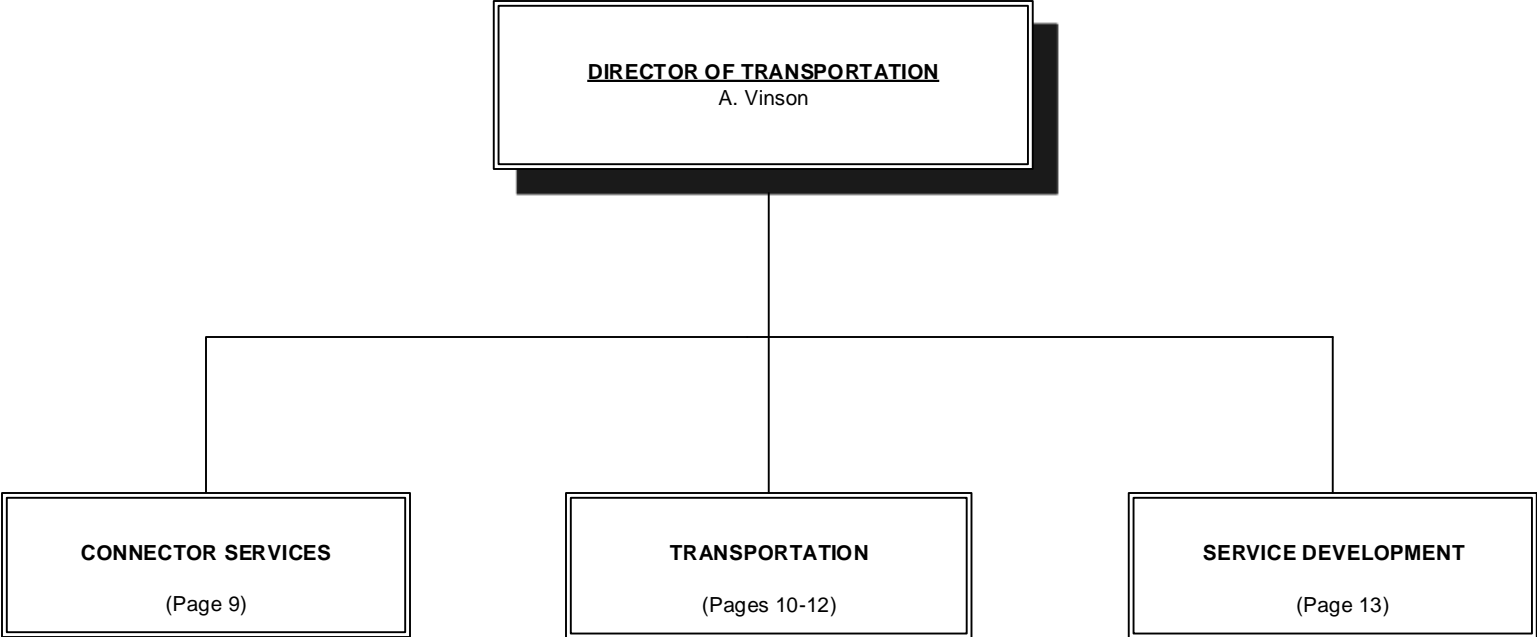 DIRECTOR OF TRANSPORTATION
A. Vinson
CONNECTOR SERVICES
(Page 9)
TRANSPORTATION
(Pages 10-12)
SERVICE DEVELOPMENT
(Page 13)